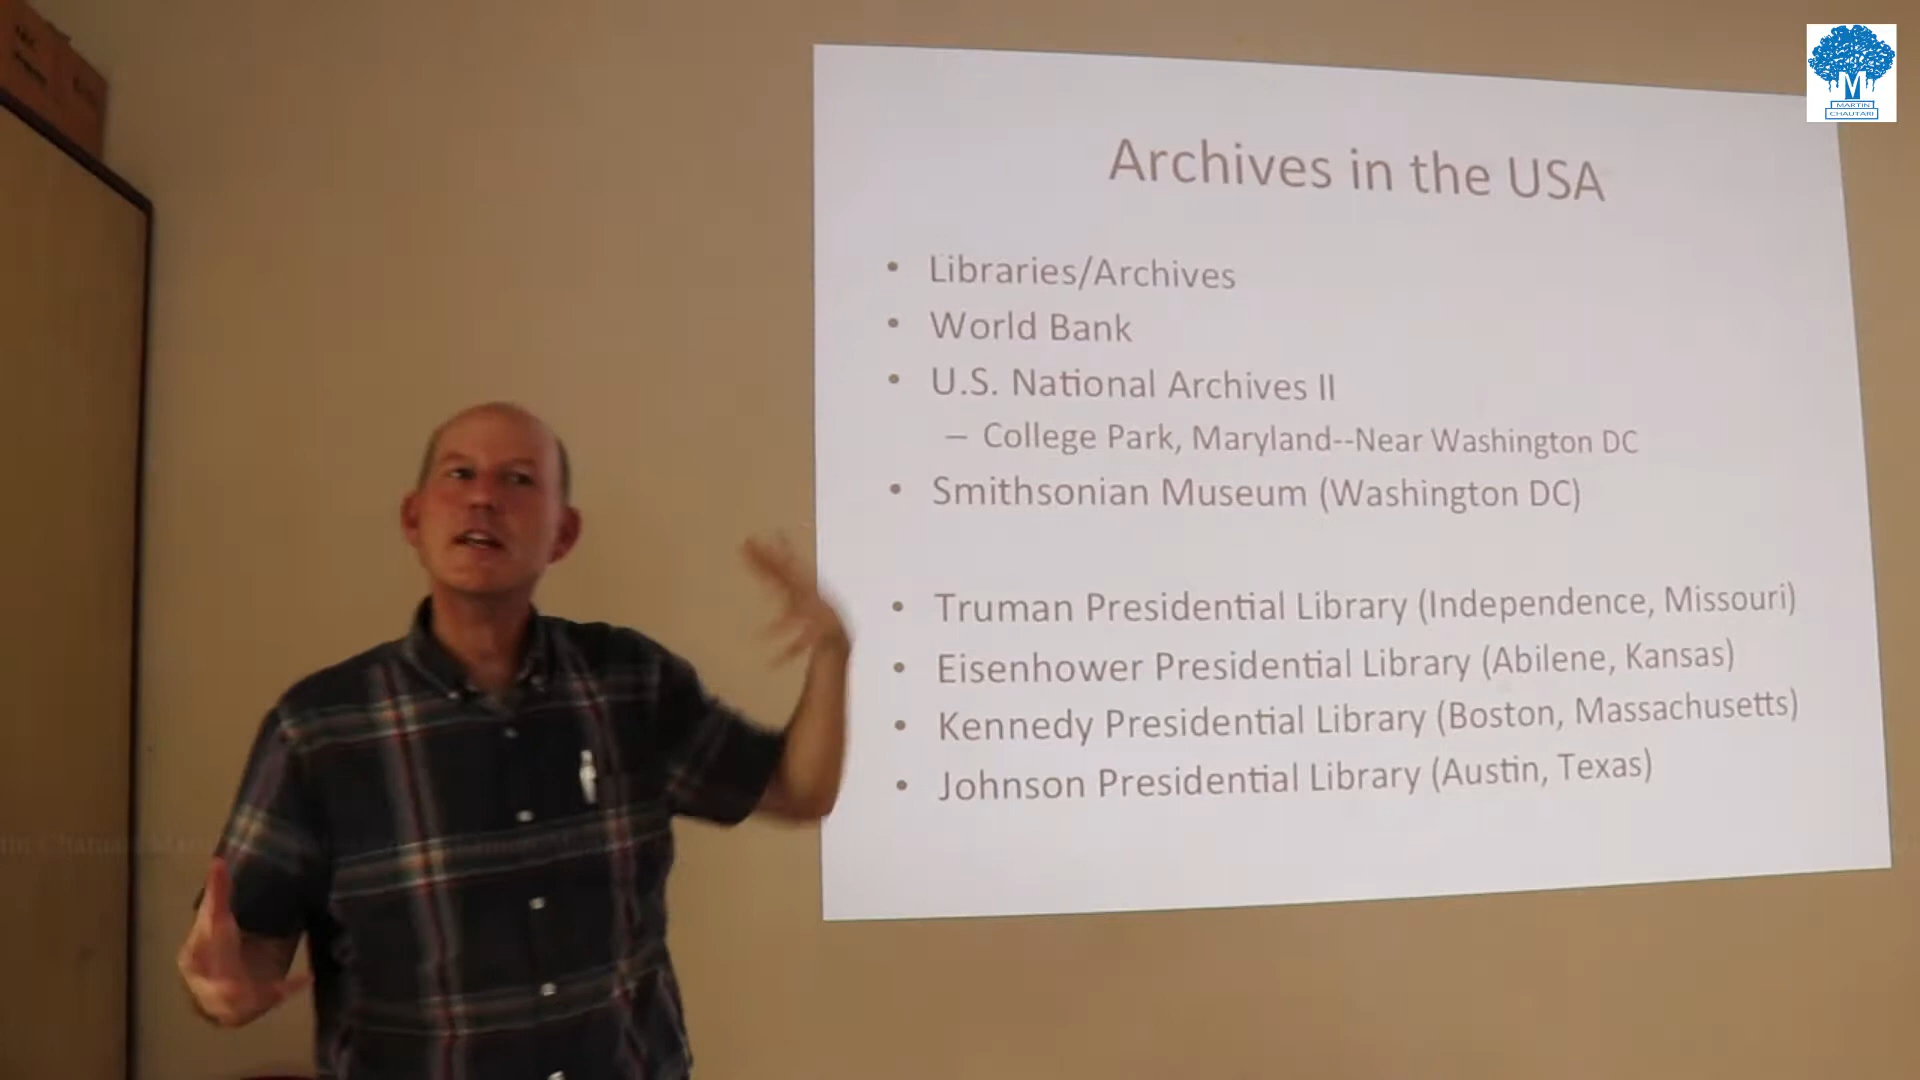 MARTIN
CHAUTARI
Archives in the USA
• Libraries/Archives
• World Bank
• U.S. National Archives II
– College Park, Maryland--Near Washington DC
• Smithsonian Museum (Washington DC)
• Truman Presidential Library (Independence, Missouri)
• Eisenhower Presidential Library (Abilene, Kansas)
• Kennedy Presidential Library (Boston, Massachusetts)
• Johnson Presidential Library (Austin, Texas)